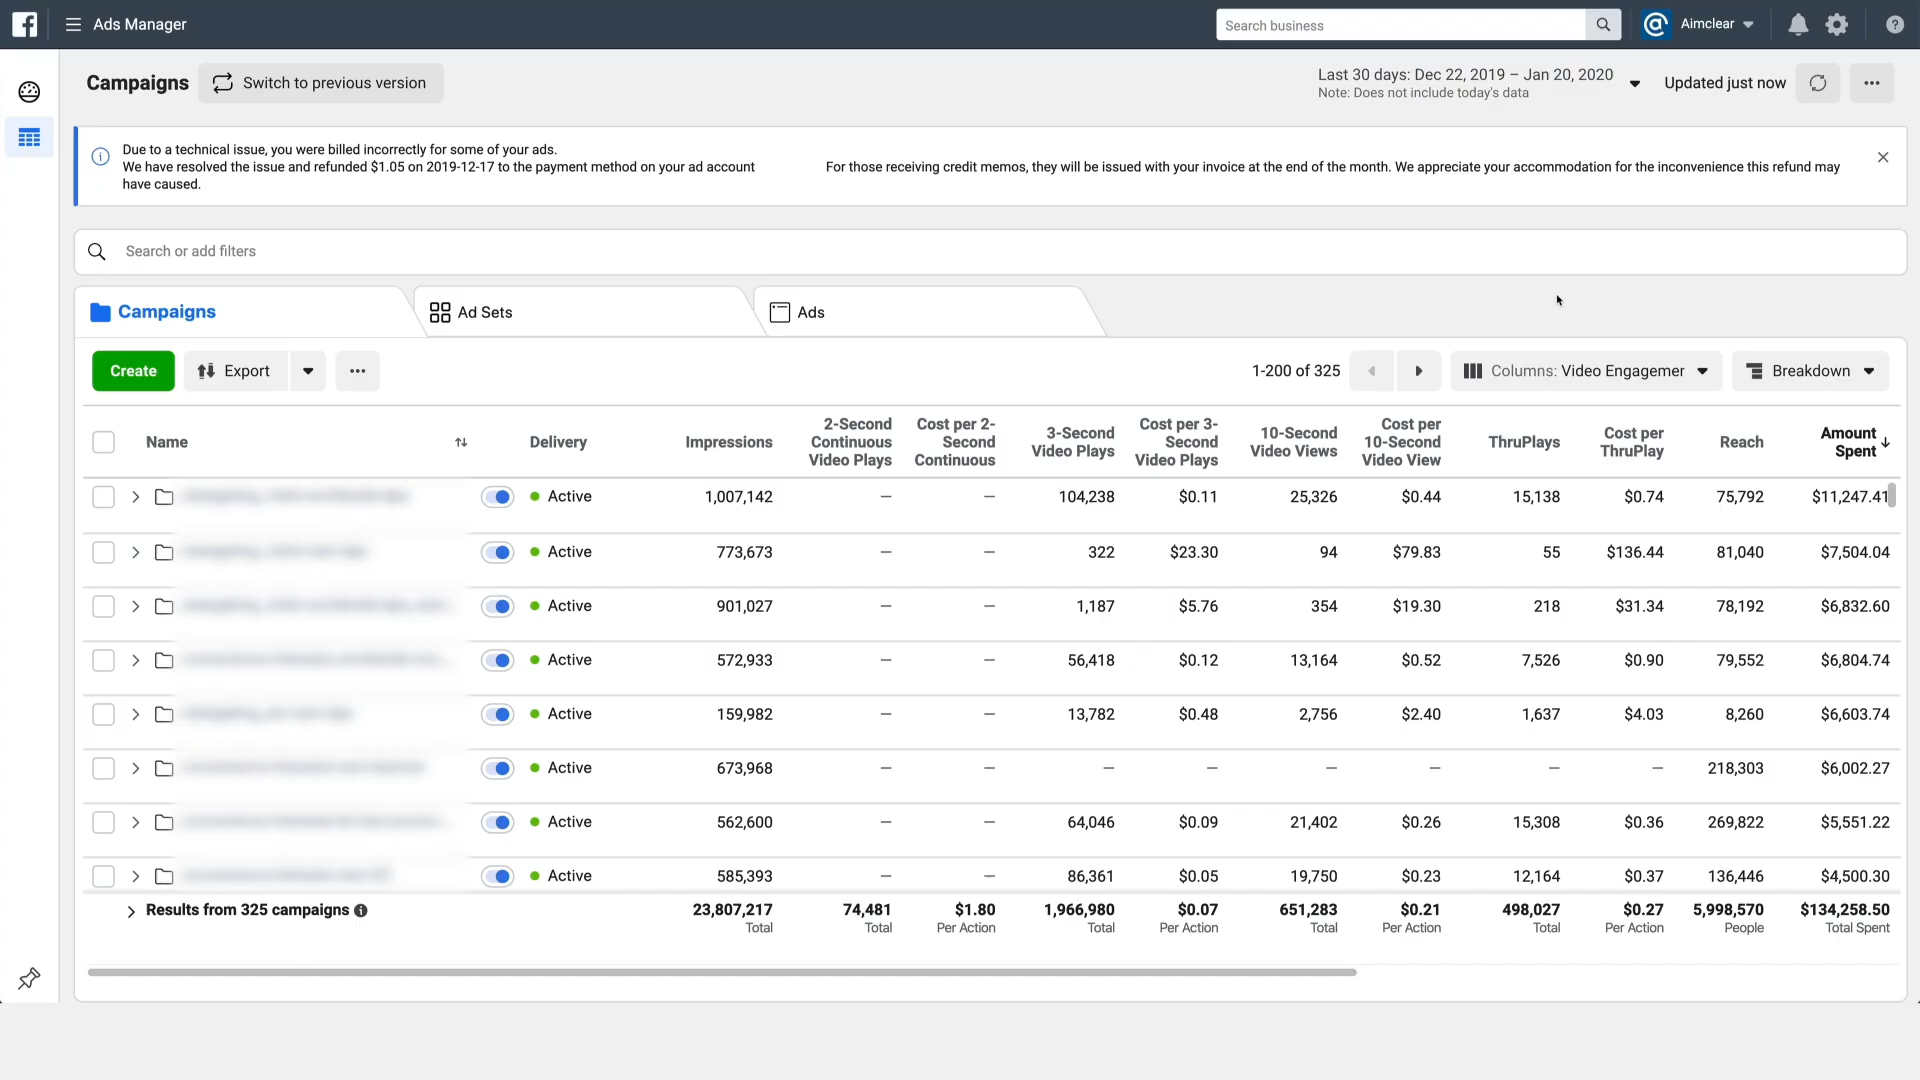 Ads Manager
Search business
Aimclear
Campaigns
Switch to previous version
Last 30 days: Dec 22, 2019 – Jan 20, 2020
Note: Does not include today's data
Updated just now
Due to a technical issue, you were billed incorrectly for some of your ads.
We have resolved the issue and refunded $1.05 on 2019-12-17 to the payment method on your ad account For those receiving credit memos, they will be issued with your invoice at the end of the month. We appreciate your accommodation for the inconvenience this refund may
have caused.
Search or add filters
Campaigns
Ad Sets
Ads
Create
Export
1-200 of 325
Columns: Video Engagemer
Breakdown
Name
Delivery
Impressions
2-Second
Continuous
Video Plays
Cost per 2-
Second
Continuous
3-Second
Video Plays
Cost per 3-
Second
Video Plays
10-Second
Video Views
Cost per
10-Second
Video View
ThruPlays
Cost per
ThruPlay
Reach
Amount
Spent
Active 1,007,142 — — 104,238 $0.11 25,326 $0.44 15,138 $0.74 75,792 $11,247.41
Active 773,673 — — 322 $23.30 94 $79.83 55 $136.44 81,040 $7,504.04
Active 901,027 — — 1,187 $5.76 354 $19.30 218 $31.34 78,192 $6,832.60
Active 572,933 — — 56,418 $0.12 13,164 $0.52 7,526 $0.90 79,552 $6,804.74
Active 159,982 — — 13,782 $0.48 2,756 $2.40 1,637 $4.03 8,260 $6,603.74
Active 673,968 — — — — — — — — 218,303 $6,002.27
Active 562,600 — — 64,046 $0.09 21,402 $0.26 15,308 $0.36 269,822 $5,551.22
Active 585,393 — — 86,361 $0.05 19,750 $0.23 12,164 $0.37 136,446 $4,500.30
Results from 325 campaigns 23,807,217 74,481 $1.80 1,966,980 $0.07 651,283 $0.21 498,027 $0.27 5,998,570 $134,258.50
Total Total Per Action Total Per Action Total Per Action Total Per Action People Total Spent